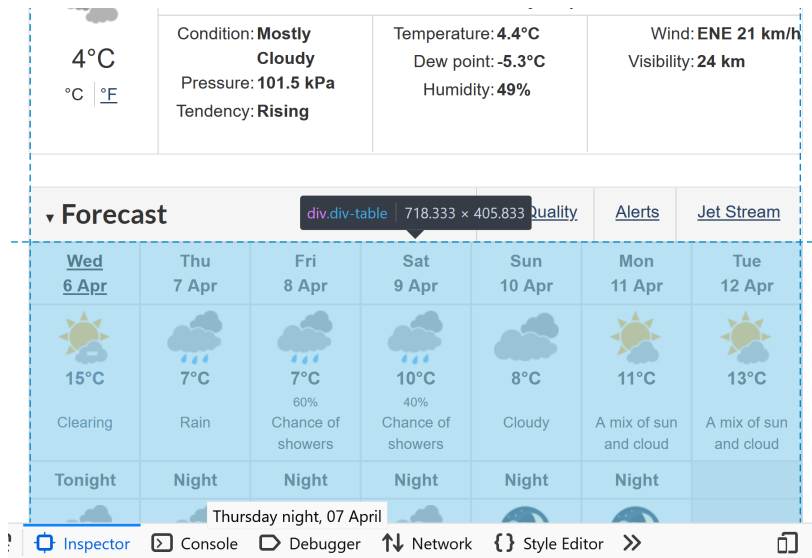 4°C
°C °F
Condition: Mostly
Cloudy
Pressure: 101.5 kPa
Tendency: Rising
Temperature: 4.4°C
Dew point: -5.3°C
Humidity: 49%
Wind: ENE 21 km/h
Visibility: 24 km
▾ Forecast
div.div-table 718.333 × 405.833
Quality Alerts Jet Stream
Wed Thu Fri Sat Sun Mon Tue
6 Apr 7 Apr 8 Apr 9 Apr 10 Apr 11 Apr 12 Apr
15°C 7°C 7°C 10°C 8°C 11°C 13°C
60% 40%
Clearing Rain Chance of Chance of Cloudy A mix of sun A mix of sun
showers showers and cloud and cloud
Tonight Night Night Night Night Night
Thursday night, 07 April
Inspector Console Debugger Network {} Style Editor